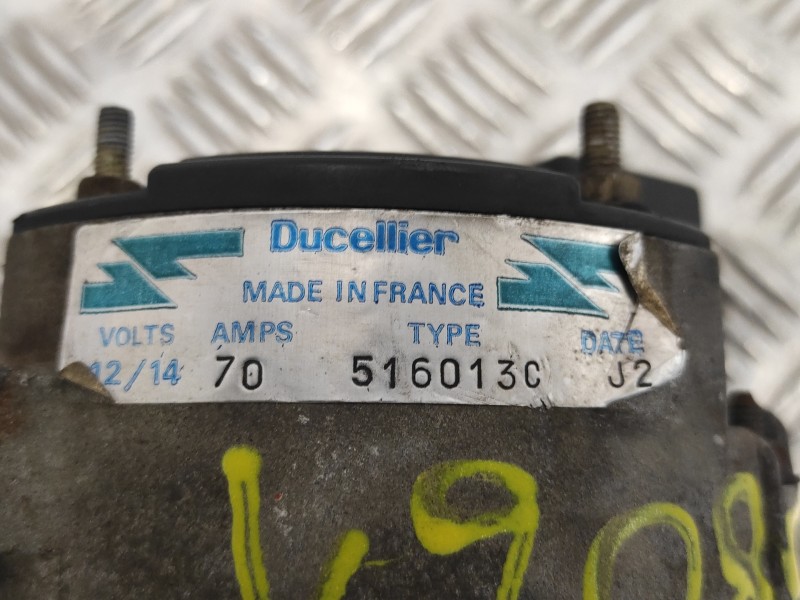 Ducellier
MADE IN FRANCE
VOLTS AMPS TYPE DATE
12/14 70 516013C J2